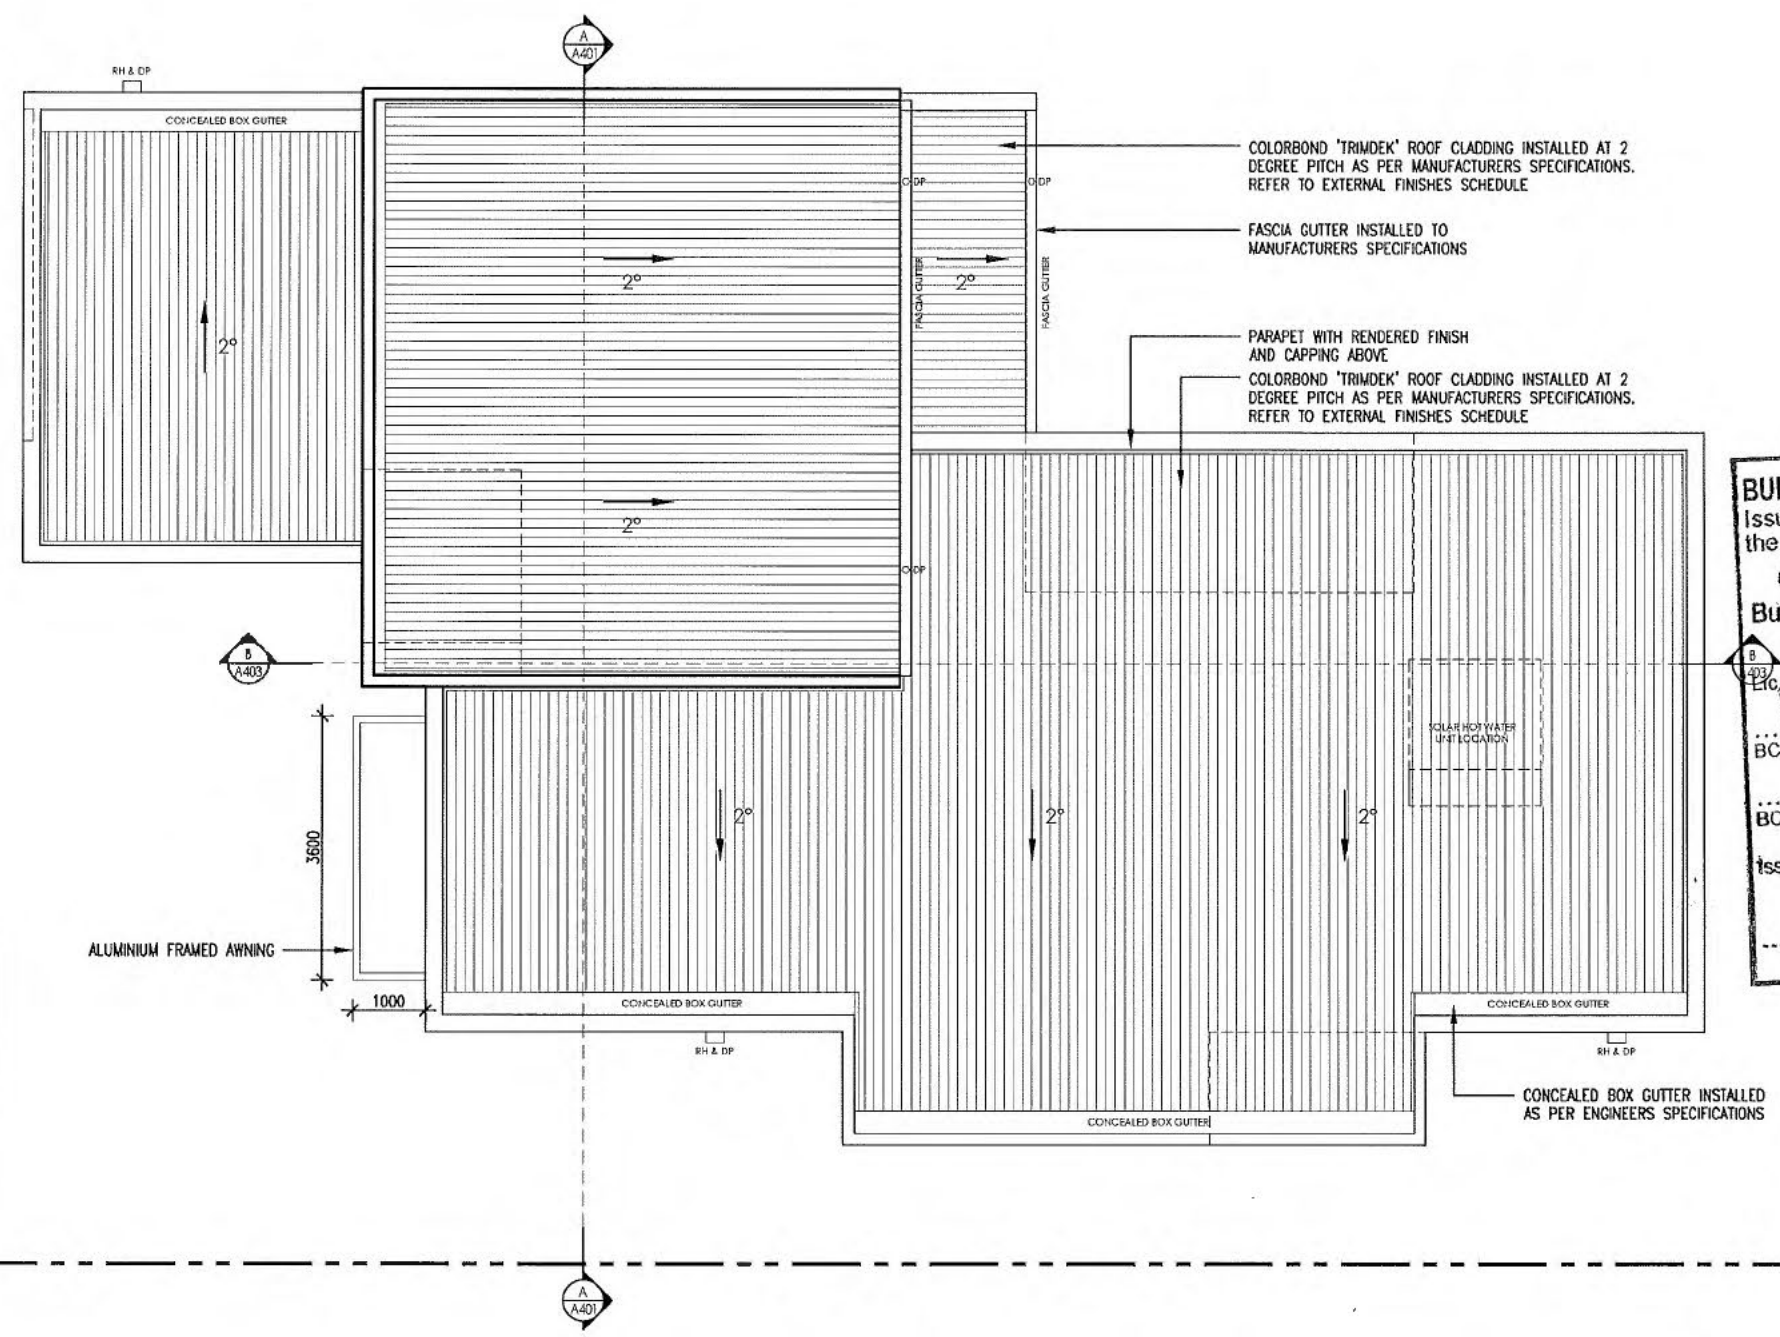 A
A401
RH & DP
CONCEALED BOX GUTTER
COLORBOND 'TRIMDEK' ROOF CLADDING INSTALLED AT 2
DEGREE PITCH AS PER MANUFACTURERS SPECIFICATIONS.
REFER TO EXTERNAL FINISHES SCHEDULE
DP
DP
FASCIA GUTTER INSTALLED TO
MANUFACTURERS SPECIFICATIONS
FASCIA GUTTER
FASCIA GUTTER
2°
2°
2°
PARAPET WITH RENDERED FINISH
AND CAPPING ABOVE
COLORBOND 'TRIMDEK' ROOF CLADDING INSTALLED AT 2
DEGREE PITCH AS PER MANUFACTURERS SPECIFICATIONS.
REFER TO EXTERNAL FINISHES SCHEDULE
2°
DP
B
A403
B
403
the
SOLAR HOT WATER
UNIT LOCATION
2°
2°
2°
3600
ALUMINIUM FRAMED AWNING
1000
CONCEALED BOX GUTTER
CONCEALED BOX GUTTER
RH & DP
RH & DP
CONCEALED BOX GUTTER INSTALLED
AS PER ENGINEERS SPECIFICATIONS
CONCEALED BOX GUTTER
A
A401